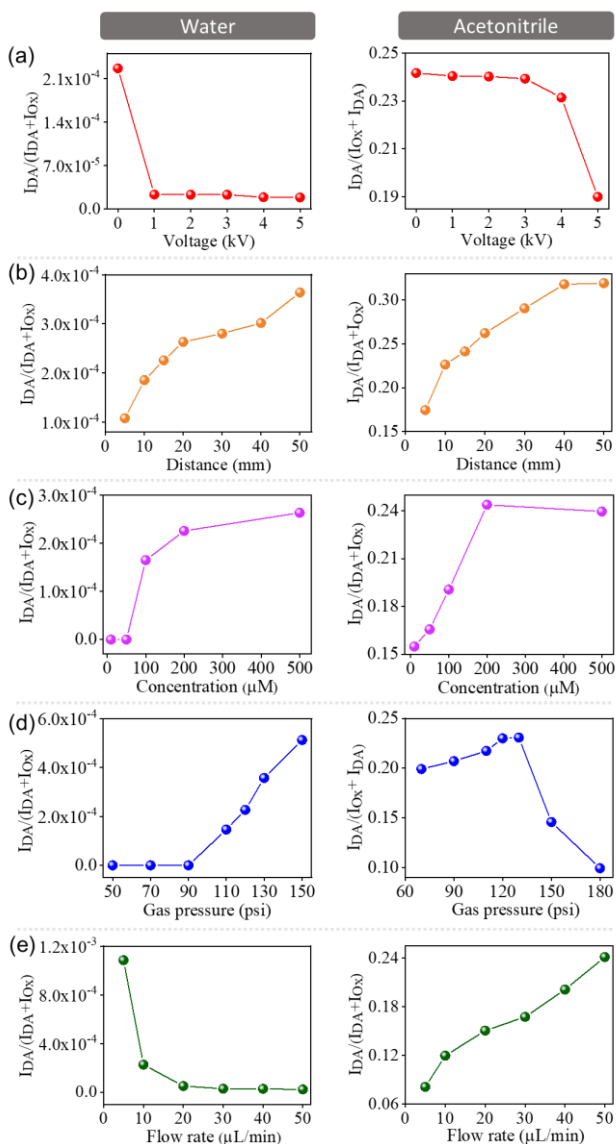 Water
Acetonitrile
(a)
I_DA/(I_DA+I_Ox)
2.1x10⁻⁴
1.4x10⁻⁴
7.0x10⁻⁵
0.0
0 1 2 3 4 5
Voltage (kV)
I_DA/(I_Ox+ I_DA)
0.25
0.23
0.21
0.19
0 1 2 3 4 5
Voltage (kV)
(b)
I_DA/(I_DA+I_Ox)
4.0x10⁻⁴
3.0x10⁻⁴
2.0x10⁻⁴
1.0x10⁻⁴
0 10 20 30 40 50
Distance (mm)
I_DA/(I_DA+I_Ox)
0.30
0.25
0.20
0.15
0 10 20 30 40 50
Distance (mm)
(c)
I_DA/(I_DA+I_Ox)
3.0x10⁻⁴
2.0x10⁻⁴
1.0x10⁻⁴
0.0
0 100 200 300 400 500
Concentration (µM)
I_DA/(I_DA+I_Ox)
0.24
0.21
0.18
0.15
0 100 200 300 400 500
Concentration (µM)
(d)
I_DA/(I_DA+I_Ox)
6.0x10⁻⁴
4.0x10⁻⁴
2.0x10⁻⁴
0.0
50 70 90 110 130 150
Gas pressure (psi)
I_DA/(I_Ox+ I_DA)
0.25
0.20
0.15
0.10
60 90 120 150 180
Gas pressure (psi)
(e)
I_DA/(I_DA+I_Ox)
1.2x10⁻³
8.0x10⁻⁴
4.0x10⁻⁴
0.0
0 10 20 30 40 50
Flow rate (µL/min)
I_DA/(I_DA+I_Ox)
0.24
0.18
0.12
0.06
0 10 20 30 40 50
Flow rate (µL/min)